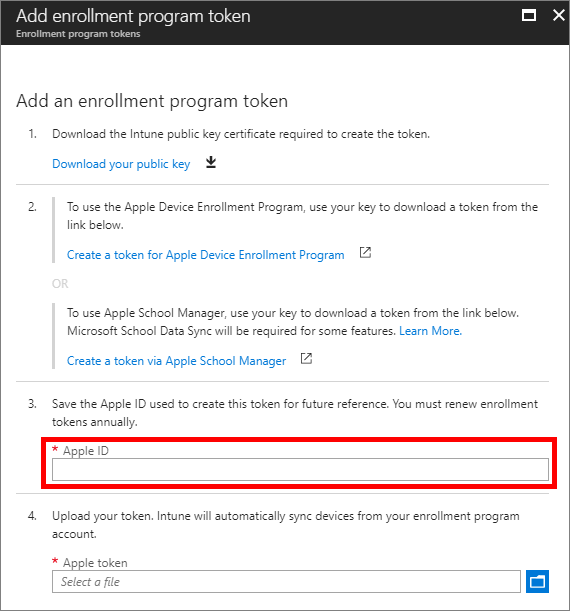 Add enrollment program token
Enrollment program tokens
Add an enrollment program token
1. Download the Intune public key certificate required to create the token.
Download your public key
2. To use the Apple Device Enrollment Program, use your key to download a token from the
link below.
Create a token for Apple Device Enrollment Program
OR
To use Apple School Manager, use your key to download a token from the link below.
Microsoft School Data Sync will be required for some features. Learn More.
Create a token via Apple School Manager
3. Save the Apple ID used to create this token for future reference. You must renew enrollment
tokens annually.
* Apple ID
4. Upload your token. Intune will automatically sync devices from your enrollment program
account.
* Apple token
Select a file